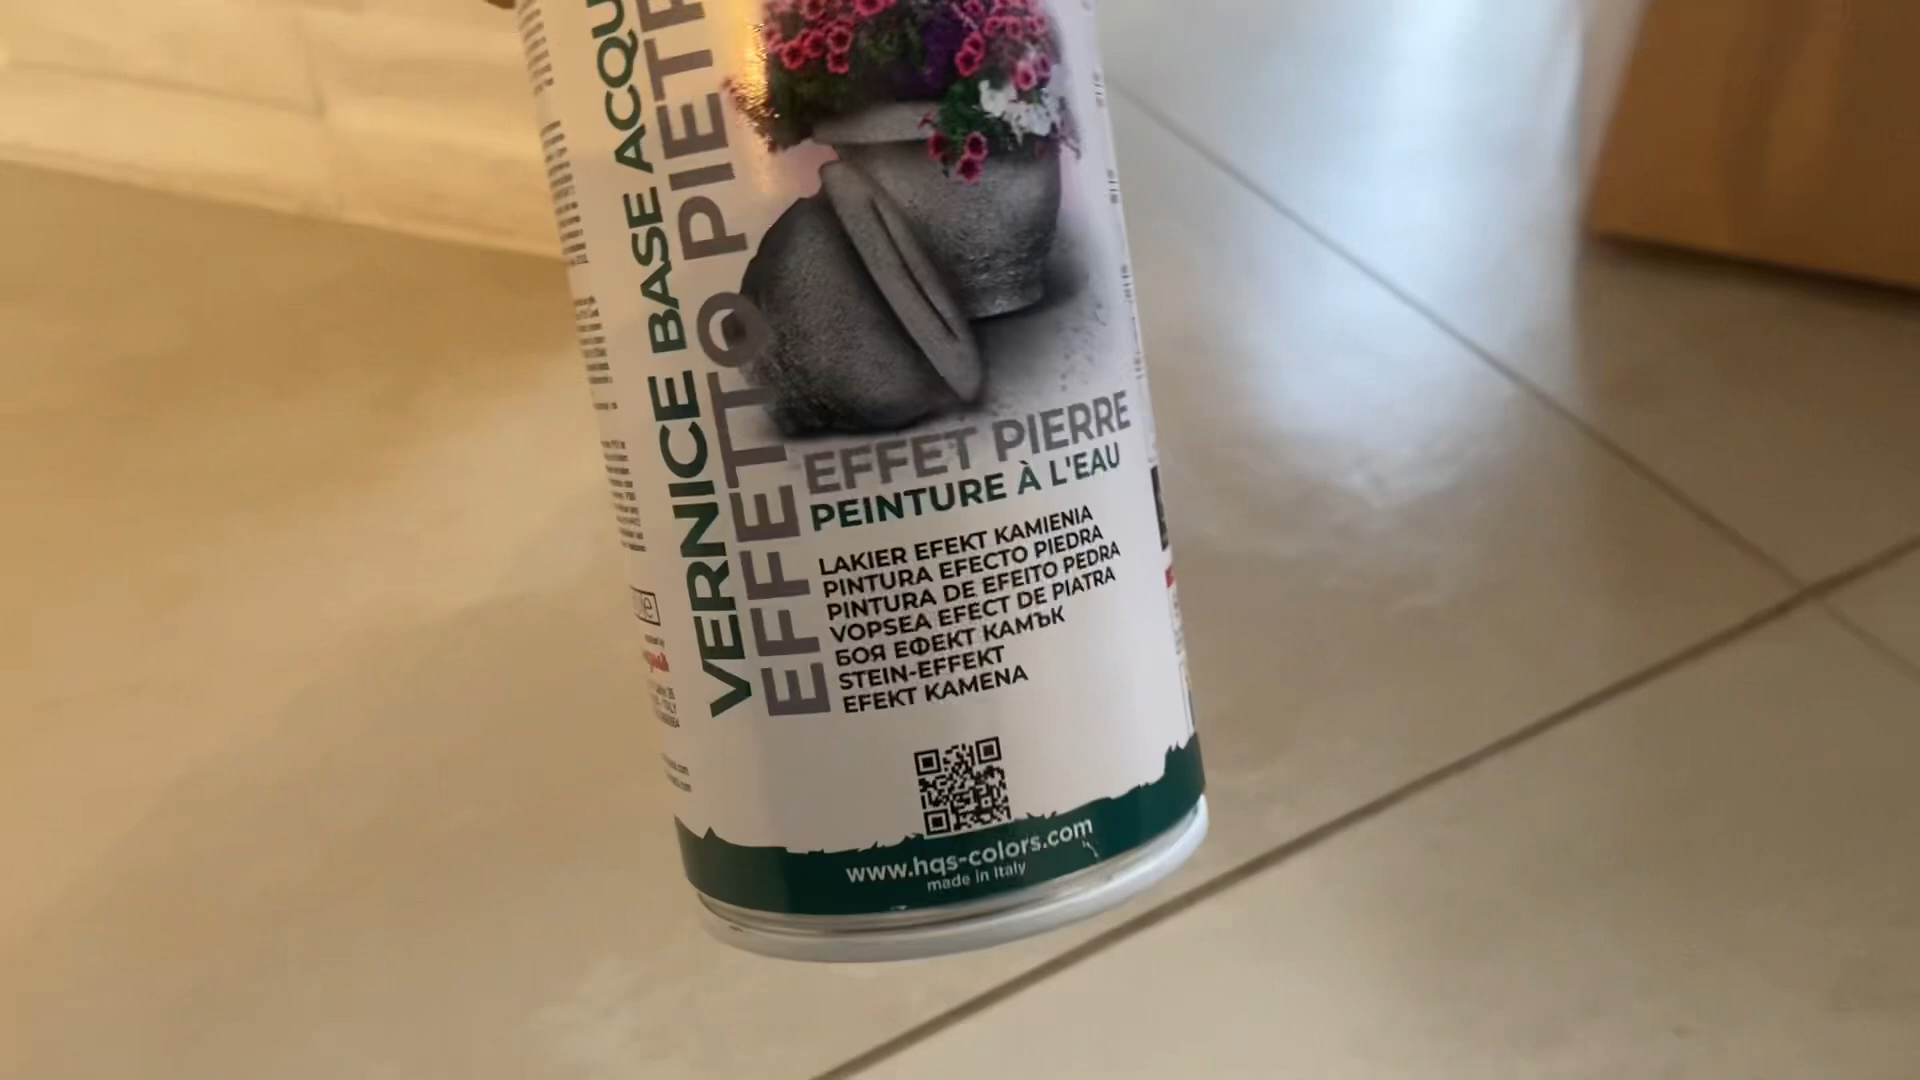 VERNICE BASE ACQU
EFFETTO PIETR
EFFET PIERRE
PEINTURE À L'EAU
LAKIER EFEKT KAMIENIA
PINTURA EFECTO PIEDRA
PINTURA DE EFEITO PEDRA
VOPSEA EFECT DE PIATRA
БОЯ ЕФЕКТ КАМЪК
STEIN-EFFEKT
EFEKT KAMENA
www.hqs-colors.com
made in Italy